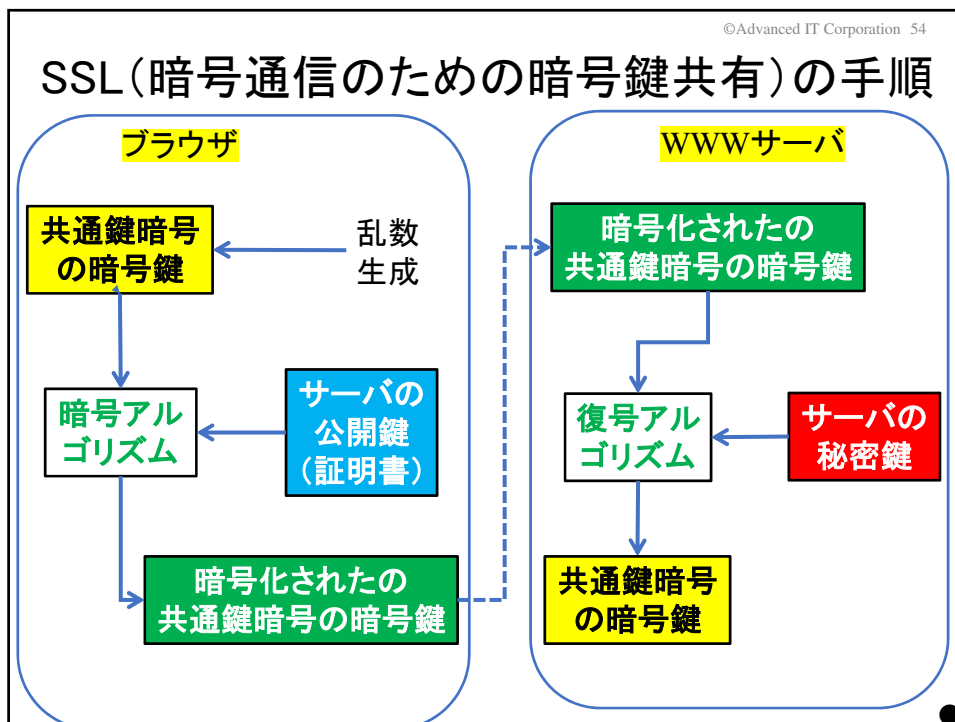 ©Advanced IT Corporation 54
SSL(暗号通信のための暗号鍵共有)の手順
ブラウザ
共通鍵暗号
の暗号鍵
乱数
生成
暗号アル
ゴリズム
サーバの
公開鍵
(証明書)
暗号化されたの
共通鍵暗号の暗号鍵
WWWサーバ
暗号化されたの
共通鍵暗号の暗号鍵
復号アル
ゴリズム
サーバの
秘密鍵
共通鍵暗号
の暗号鍵